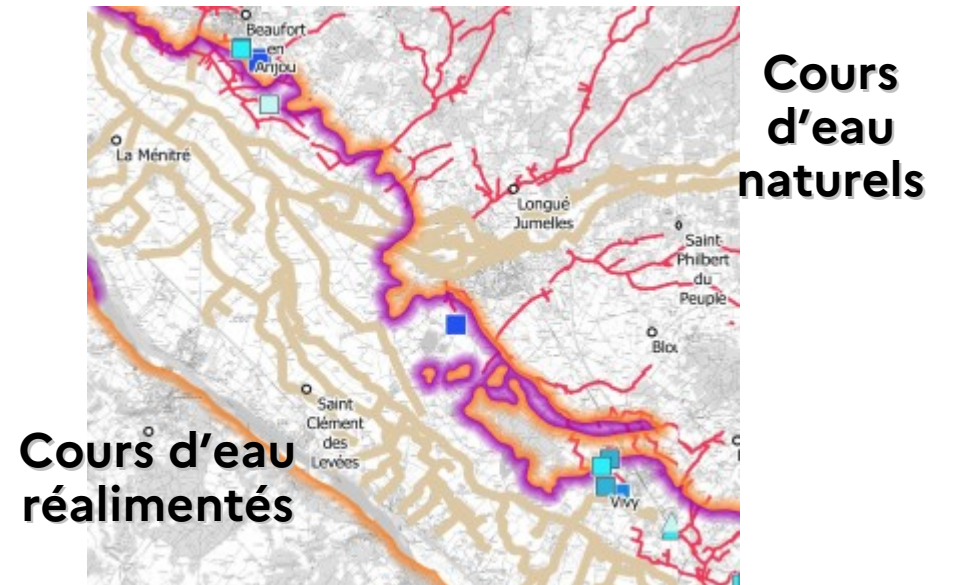 Cours
d'eau
naturels
Beaufort
en
Anjou
La Ménitré
Longué
Jumelles
Saint
Philbert
du
Peuple
Saint
Clément
des
Levées
Vivy
Cours d'eau
réalimentés